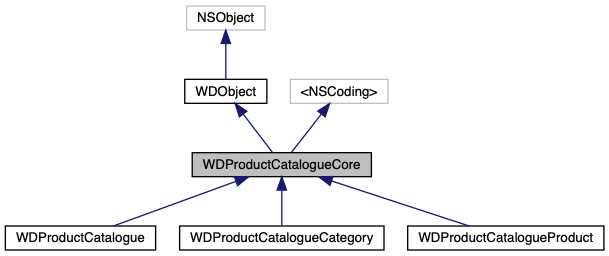 NSObject
WDObject
<NSCoding>
WDProductCatalogueCore
WDProductCatalogue
WDProductCatalogueCategory
WDProductCatalogueProduct